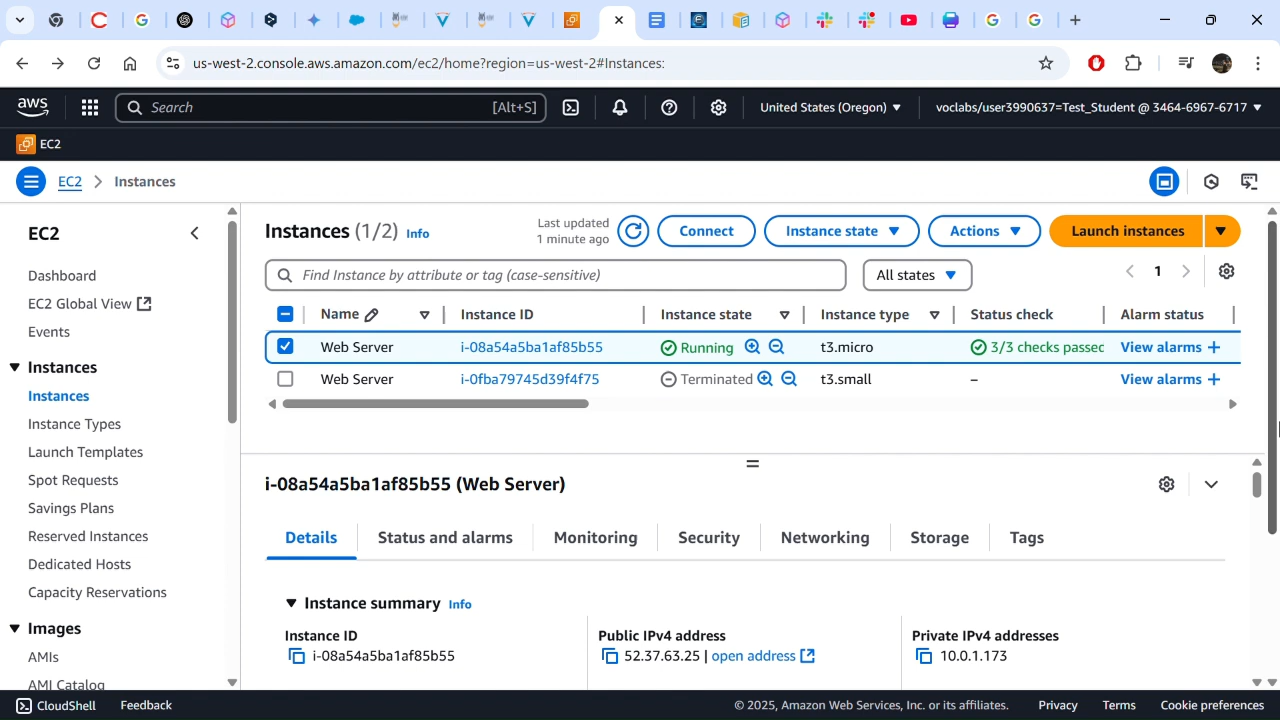 us-west-2.console.aws.amazon.com/ec2/home?region=us-west-2#Instances:
aws
Search [Alt+S]
United States (Oregon)
voclabs/user3990637=Test_Student @ 3464-6967-6717
EC2
EC2 > Instances
EC2
Dashboard
EC2 Global View
Events
Instances
Instances
Instance Types
Launch Templates
Spot Requests
Savings Plans
Reserved Instances
Dedicated Hosts
Capacity Reservations
Images
AMIs
AMI Catalog
Instances (1/2) Info
Last updated
1 minute ago
Connect
Instance state
Actions
Launch instances
Find Instance by attribute or tag (case-sensitive)
All states
1
Name Instance ID Instance state Instance type Status check Alarm status
Web Server i-08a54a5ba1af85b55 Running t3.micro 3/3 checks passec View alarms +
Web Server i-0fba79745d39f4f75 Terminated t3.small – View alarms +
i-08a54a5ba1af85b55 (Web Server)
Details Status and alarms Monitoring Security Networking Storage Tags
Instance summary Info
Instance ID
i-08a54a5ba1af85b55
Public IPv4 address
52.37.63.25 | open address
Private IPv4 addresses
10.0.1.173
CloudShell Feedback
© 2025, Amazon Web Services, Inc. or its affiliates. Privacy Terms Cookie preferences